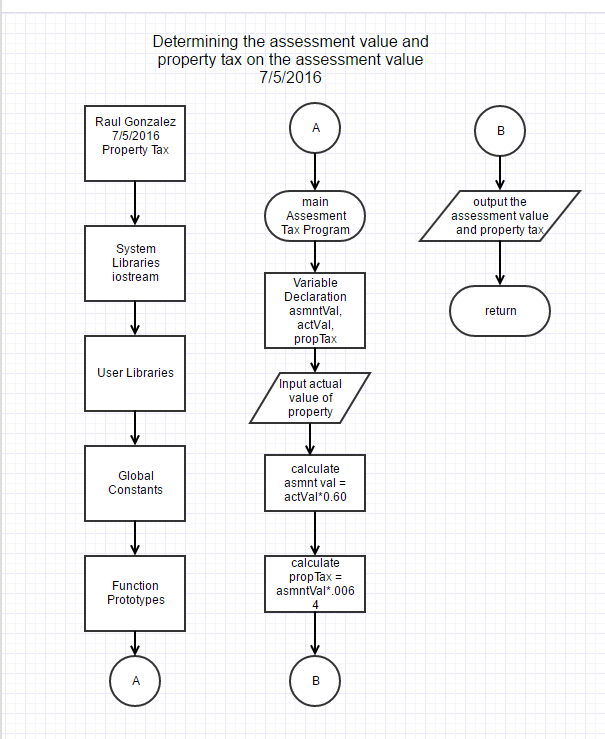 Determining the assessment value and
property tax on the assessment value
7/5/2016
Raul Gonzalez
7/5/2016
Property Tax
System
Libraries
iostream
User Libraries
Global
Constants
Function
Prototypes
A
A
main
Assesment
Tax Program
Variable
Declaration
asmntVal,
actVal,
propTax
Input actual
value of
property
calculate
asmnt val =
actVal*0.60
calculate
propTax =
asmntVal*.006
4
B
B
output the
assessment value
and property tax
return